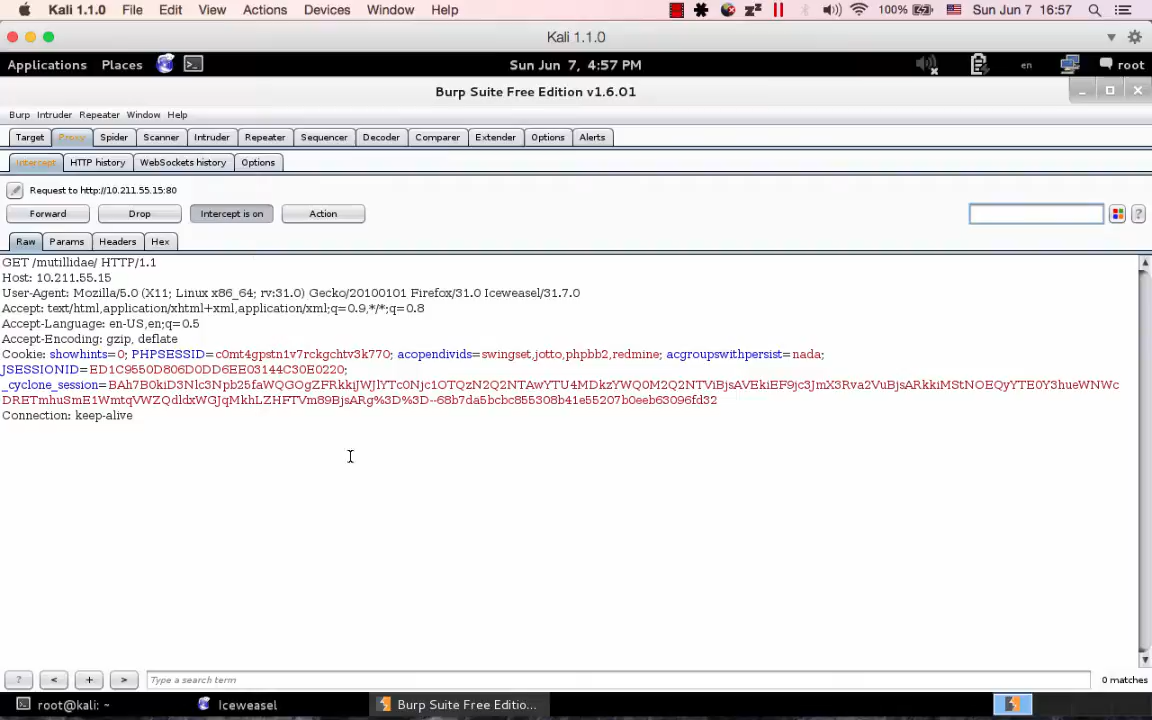 Kali 1.1.0 File Edit View Actions Devices Window Help 100% Sun Jun 7 16:57
Kali 1.1.0
Applications Places Sun Jun 7, 4:57 PM en root
Burp Suite Free Edition v1.6.01
Burp Intruder Repeater Window Help
Target Proxy Spider Scanner Intruder Repeater Sequencer Decoder Comparer Extender Options Alerts
Intercept HTTP history WebSockets history Options
Request to http://10.211.55.15:80
Forward Drop Intercept is on Action ?
Raw Params Headers Hex
GET /mutillidae/ HTTP/1.1
Host: 10.211.55.15
User-Agent: Mozilla/5.0 (X11; Linux x86_64; rv:31.0) Gecko/20100101 Firefox/31.0 Iceweasel/31.7.0
Accept: text/html,application/xhtml+xml,application/xml;q=0.9,*/*;q=0.8
Accept-Language: en-US,en;q=0.5
Accept-Encoding: gzip, deflate
Cookie: showhints=0; PHPSESSID=c0mt4gpstn1v7rckgchtv3k770; acopendivids=swingset,jotto,phpbb2,redmine; acgroupswithpersist=nada;
JSESSIONID=ED1C9550D806D0DD6EE03144C30E0220;
_cyclone_session=BAh7B0kiD3Nlc3Npb25faWQGOgZFRkkiJWJlYTc0Njc1OTQzN2Q2NTAwYTU4MDkzYWQ0M2Q2NTViBjsAVEkiEF9jc3JmX3Rva2VuBjsARkkiMStNOEQyYTE0Y3hueWNWc
DRETmhuSmE1WmtqVWZQdldxWGJqMkhLZHFTVm89BjsARg%3D%3D--68b7da5bcbc855308b41e55207b0eeb63096fd32
Connection: keep-alive
? < + > Type a search term 0 matches
root@kali: ~ Iceweasel Burp Suite Free Editio...